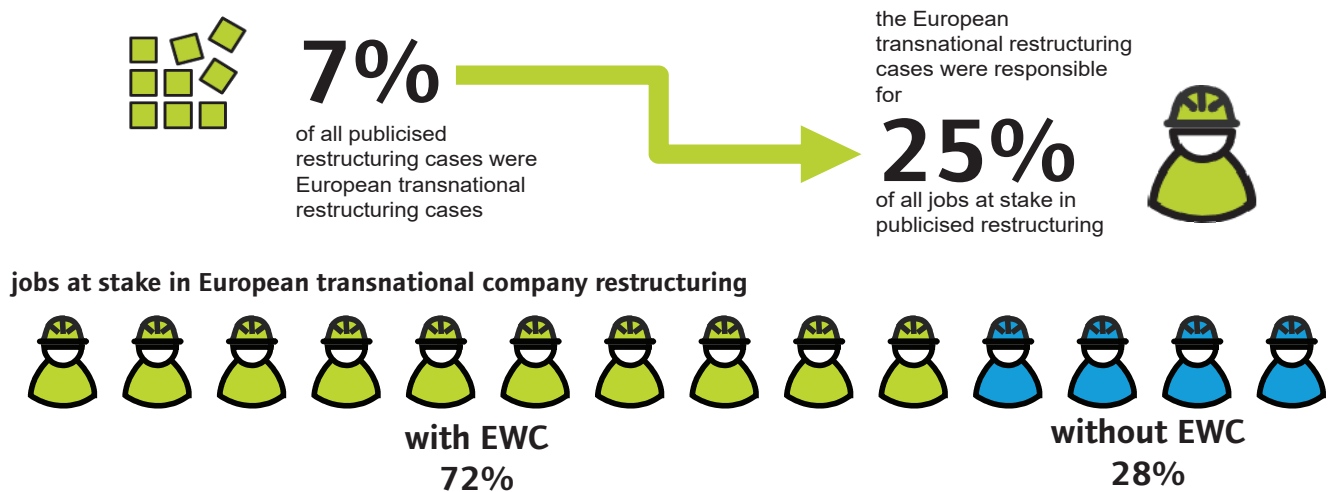 7%
of all publicised
restructuring cases were
European transnational
restructuring cases
the European
transnational restructuring
cases were responsible
for
25%
of all jobs at stake in
publicised restructuring
jobs at stake in European transnational company restructuring
with EWC
72%
without EWC
28%